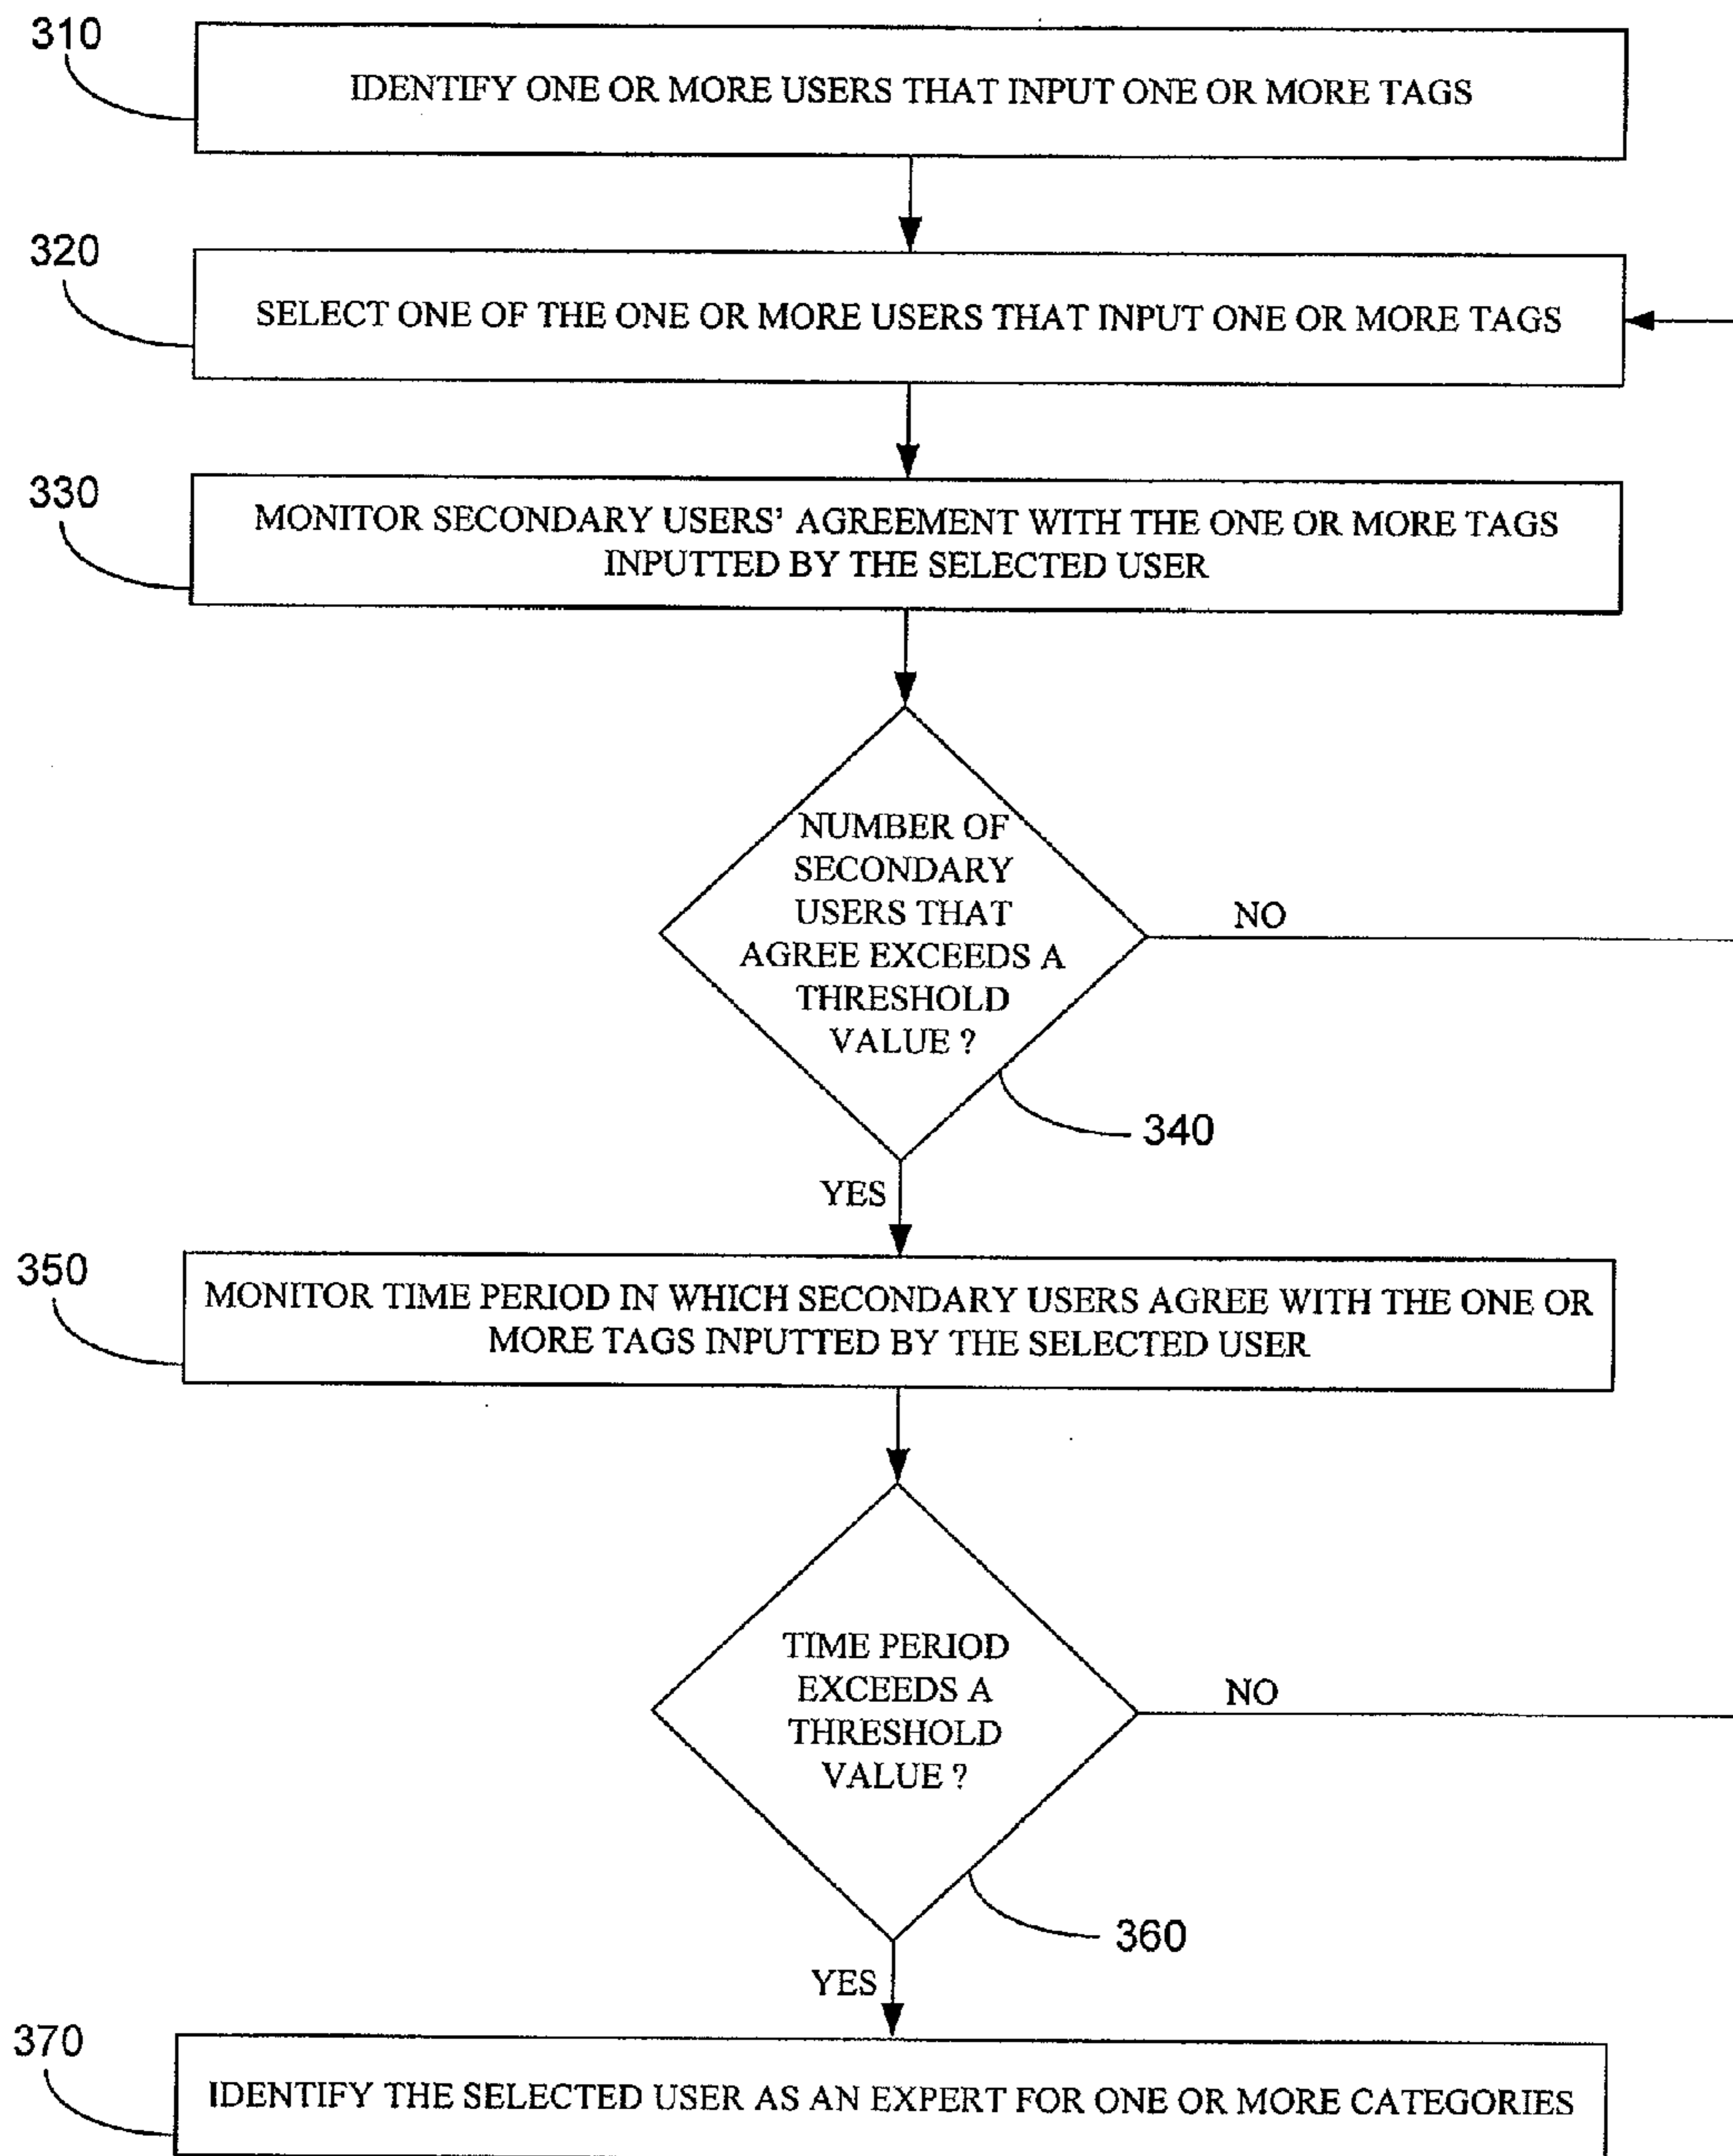 310
IDENTIFY ONE OR MORE USERS THAT INPUT ONE OR MORE TAGS
320
SELECT ONE OF THE ONE OR MORE USERS THAT INPUT ONE OR MORE TAGS
330
MONITOR SECONDARY USERS' AGREEMENT WITH THE ONE OR MORE TAGS
INPUTTED BY THE SELECTED USER
NUMBER OF
SECONDARY
USERS THAT
AGREE EXCEEDS A
THRESHOLD
VALUE ?
NO
340
YES
350
MONITOR TIME PERIOD IN WHICH SECONDARY USERS AGREE WITH THE ONE OR
MORE TAGS INPUTTED BY THE SELECTED USER
TIME PERIOD
EXCEEDS A
THRESHOLD
VALUE ?
NO
360
YES
370
IDENTIFY THE SELECTED USER AS AN EXPERT FOR ONE OR MORE CATEGORIES